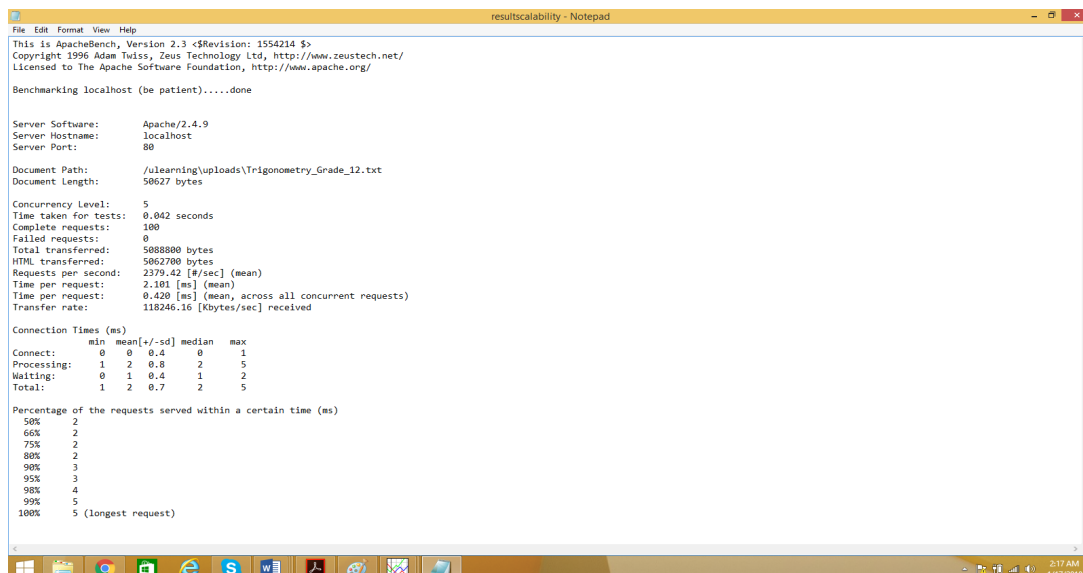 resultscalability - Notepad
File Edit Format View Help
This is ApacheBench, Version 2.3 <$Revision: 1554214 $>
Copyright 1996 Adam Twiss, Zeus Technology Ltd, http://www.zeustech.net/
Licensed to The Apache Software Foundation, http://www.apache.org/
Benchmarking localhost (be patient).....done
Server Software: Apache/2.4.9
Server Hostname: localhost
Server Port: 80
Document Path: /ulearning\uploads\Trigonometry_Grade_12.txt
Document Length: 50627 bytes
Concurrency Level: 5
Time taken for tests: 0.042 seconds
Complete requests: 100
Failed requests: 0
Total transferred: 5088800 bytes
HTML transferred: 5062700 bytes
Requests per second: 2379.42 [#/sec] (mean)
Time per request: 2.101 [ms] (mean)
Time per request: 0.420 [ms] (mean, across all concurrent requests)
Transfer rate: 118246.16 [Kbytes/sec] received
Connection Times (ms)
min mean[+/-sd] median max
Connect: 0 0 0.4 0 1
Processing: 1 2 0.8 2 5
Waiting: 0 1 0.4 1 2
Total: 1 2 0.7 2 5
Percentage of the requests served within a certain time (ms)
50% 2
66% 2
75% 2
80% 2
90% 3
95% 3
98% 4
99% 5
100% 5 (longest request)
2:17 AM